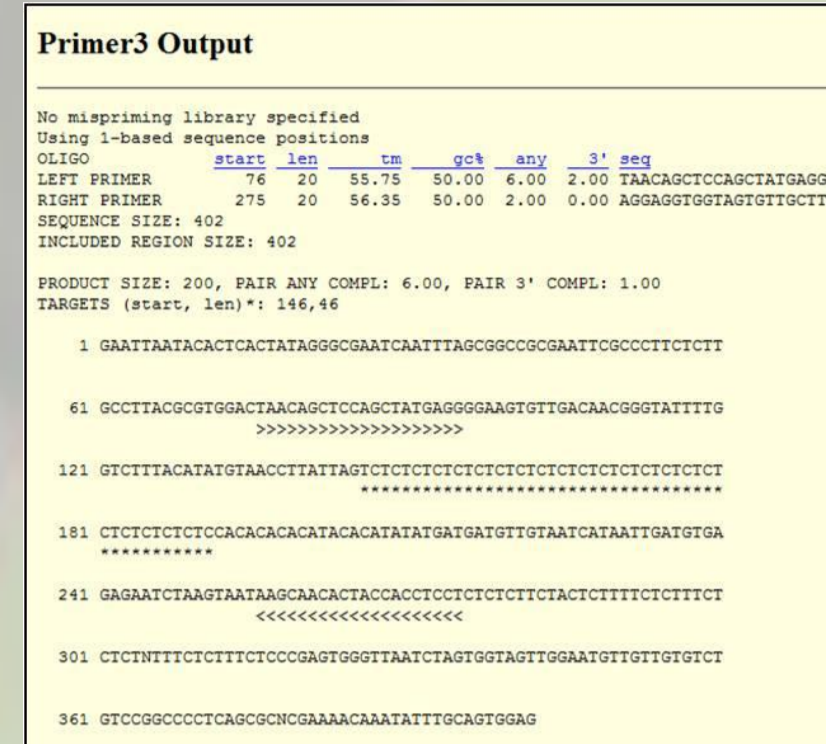 Primer3 Output
No mispriming library specified
Using 1-based sequence positions
OLIGO start len tm gc% any 3' seq
LEFT PRIMER 76 20 55.75 50.00 6.00 2.00 TAACAGCTCCAGCTATGAGG
RIGHT PRIMER 275 20 56.35 50.00 2.00 0.00 AGGAGGTGGTAGTGTTGCTT
SEQUENCE SIZE: 402
INCLUDED REGION SIZE: 402
PRODUCT SIZE: 200, PAIR ANY COMPL: 6.00, PAIR 3' COMPL: 1.00
TARGETS (start, len)*: 146,46
1 GAATTAATACACTCACTATAGGGCGAATCAATTTAGCGGCCGCGAATTCGCCCTTCTCTT
61 GCCTTACGCGTGGACTAACAGCTCCAGCTATGAGGGGAAGTGTTGACAACGGGTATTTTG
>>>>>>>>>>>>>>>>>>>>
121 GTCTTTACATATGTAACCTTATTAGTCTCTCTCTCTCTCTCTCTCTCTCTCTCTCTCTCT
***********************************
181 CTCTCTCTCTCCACACACACATACACATATATGATGATGTTGTAATCATAATTGATGTGA
***********
241 GAGAATCTAAGTAATAAGCAACACTACCACCTCCTCTCTCTTCTACTCTTTTCTCTTTCT
<<<<<<<<<<<<<<<<<<<<
301 CTCTNTTTCTCTTTCTCCCGAGTGGGTTAATCTAGTGGTAGTTGGAATGTTGTTGTGTCT
361 GTCCGGCCCCTCAGCGCNCGAAAACAAATATTTGCAGTGGAG